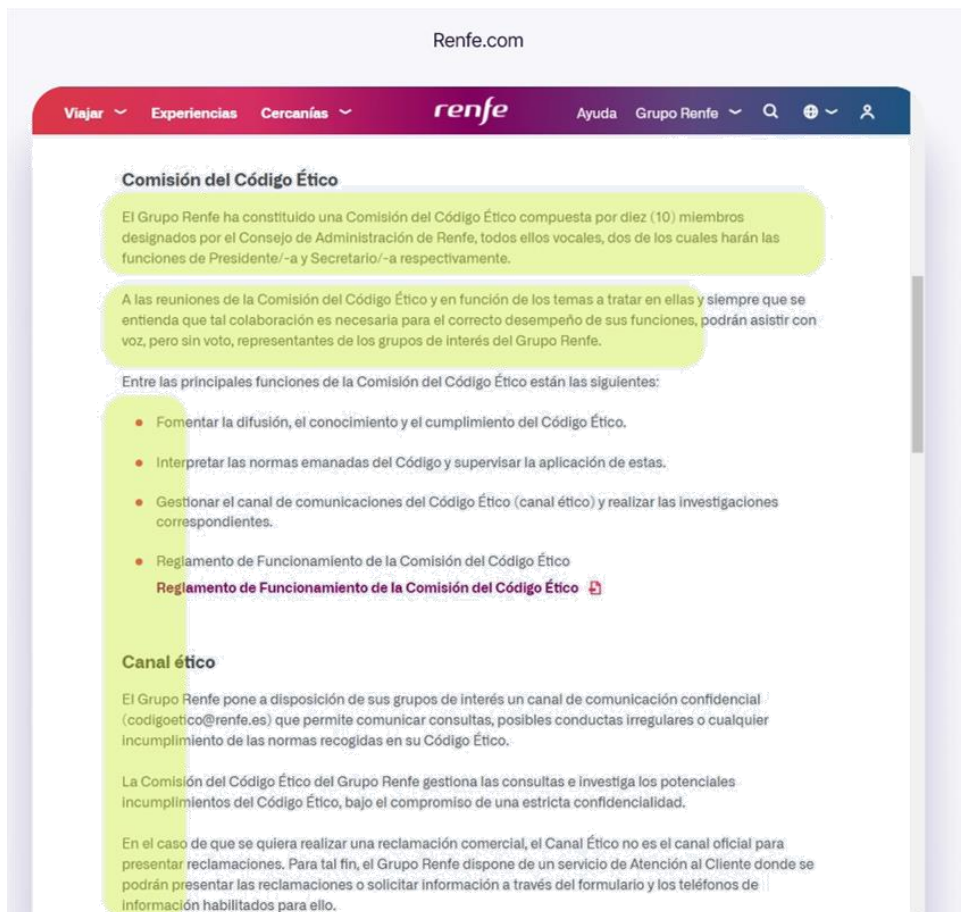 Renfe.com
Viajar Experiencias Cercanías renfe Ayuda Grupo Renfe
Comisión del Código Ético
El Grupo Renfe ha constituido una Comisión del Código Ético compuesta por diez (10) miembros
designados por el Consejo de Administración de Renfe, todos ellos vocales, dos de los cuales harán las
funciones de Presidente/-a y Secretario/-a respectivamente.
A las reuniones de la Comisión del Código Ético y en función de los temas a tratar en ellas y siempre que se
entienda que tal colaboración es necesaria para el correcto desempeño de sus funciones, podrán asistir con
voz, pero sin voto, representantes de los grupos de interés del Grupo Renfe.
Entre las principales funciones de la Comisión del Código Ético están las siguientes:
Fomentar la difusión, el conocimiento y el cumplimiento del Código Ético.
Interpretar las normas emanadas del Código y supervisar la aplicación de estas.
Gestionar el canal de comunicaciones del Código Ético (canal ético) y realizar las investigaciones
correspondientes.
Reglamento de Funcionamiento de la Comisión del Código Ético
Reglamento de Funcionamiento de la Comisión del Código Ético
Canal ético
El Grupo Renfe pone a disposición de sus grupos de interés un canal de comunicación confidencial
(codigoetico@renfe.es) que permite comunicar consultas, posibles conductas irregulares o cualquier
incumplimiento de las normas recogidas en su Código Ético.
La Comisión del Código Ético del Grupo Renfe gestiona las consultas e investiga los potenciales
incumplimientos del Código Ético, bajo el compromiso de una estricta confidencialidad.
En el caso de que se quiera realizar una reclamación comercial, el Canal Ético no es el canal oficial para
presentar reclamaciones. Para tal fin, el Grupo Renfe dispone de un servicio de Atención al Cliente donde se
podrán presentar las reclamaciones o solicitar información a través del formulario y los teléfonos de
información habilitados para ello.